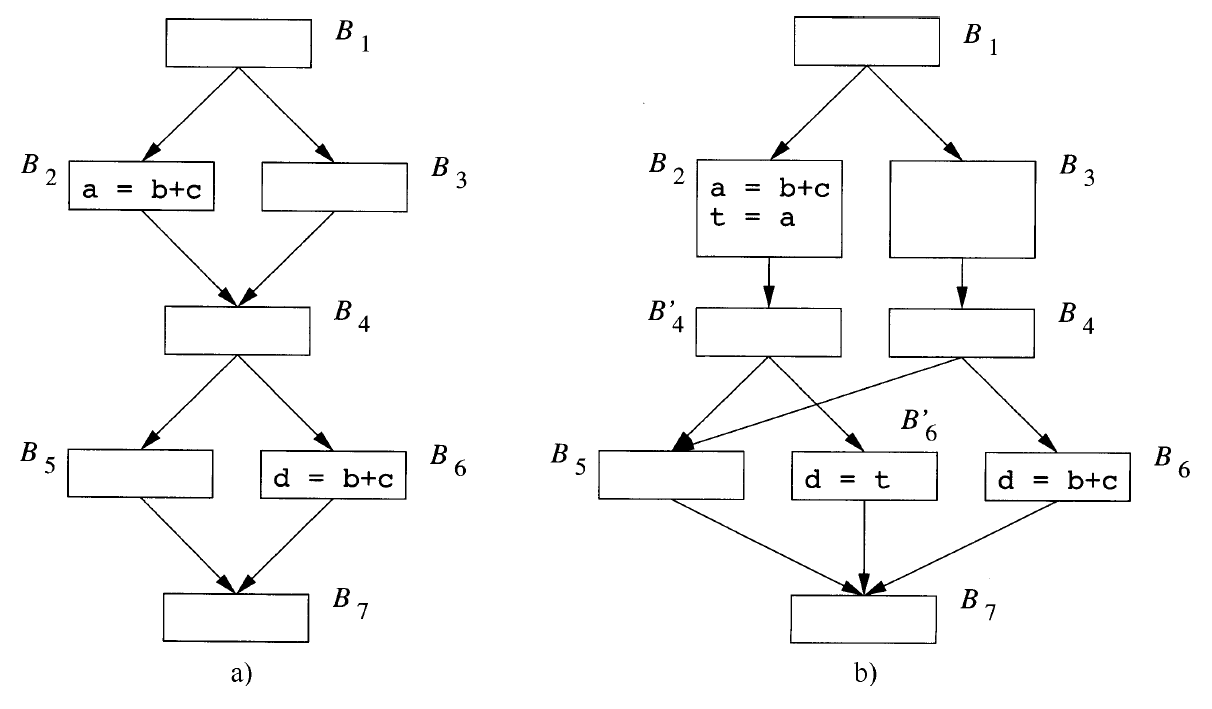 B1
B2
a = b+c
B3
B4
B5
B6
d = b+c
B7
a)
B1
B2
a = b+c
t = a
B3
B'4
B4
B5
B'6
d = t
B6
d = b+c
B7
b)